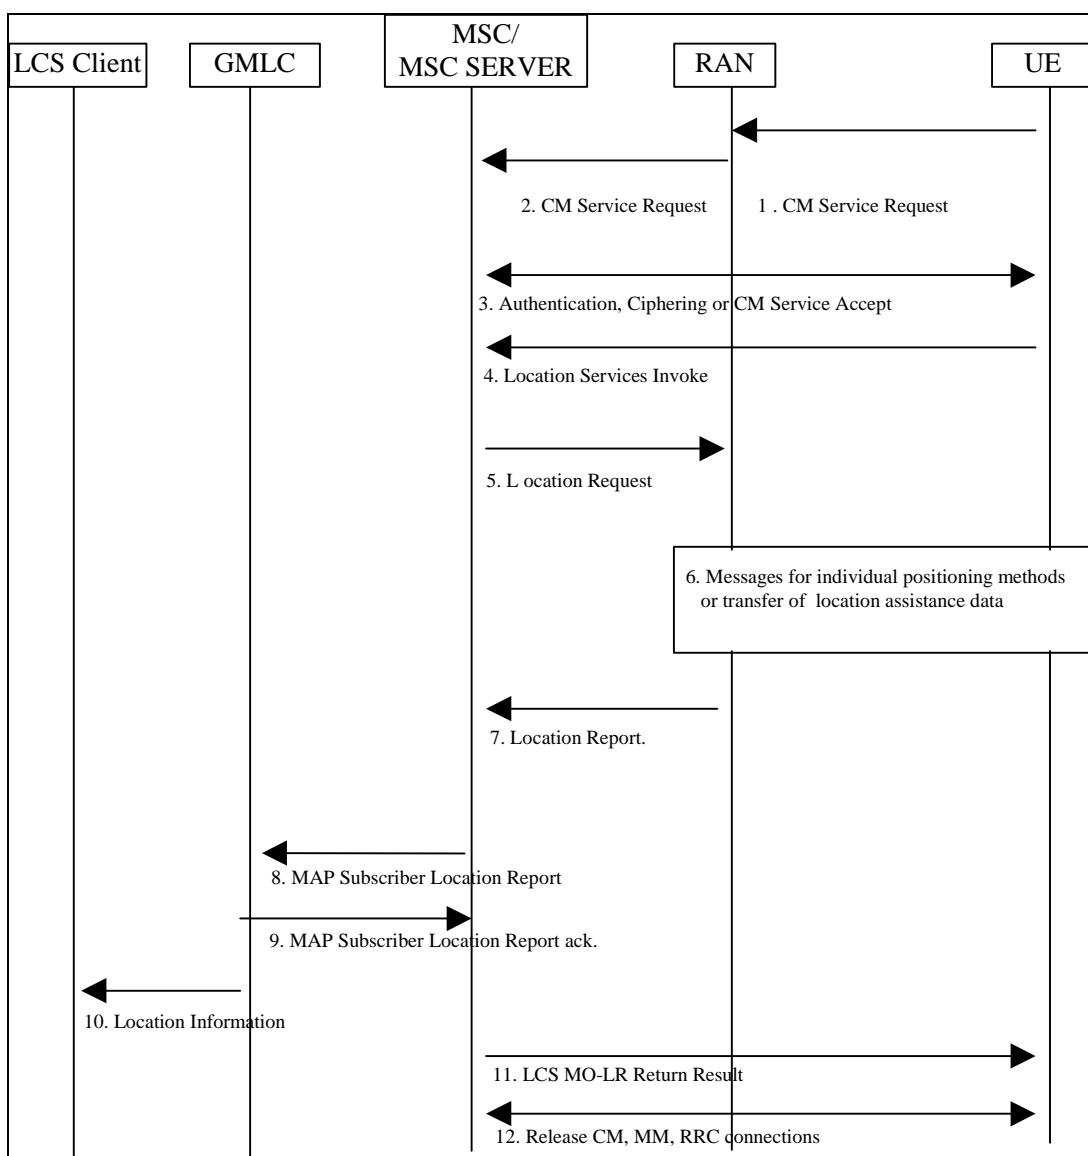 LCS Client
GMLC
MSC/
MSC SERVER
RAN
UE
2. CM Service Request
1 . CM Service Request
3. Authentication, Ciphering or CM Service Accept
4. Location Services Invoke
5. L ocation Request
6. Messages for individual positioning methods
or transfer of location assistance data
7. Location Report.
8. MAP Subscriber Location Report
9. MAP Subscriber Location Report ack.
10. Location Information
11. LCS MO-LR Return Result
12. Release CM, MM, RRC connections